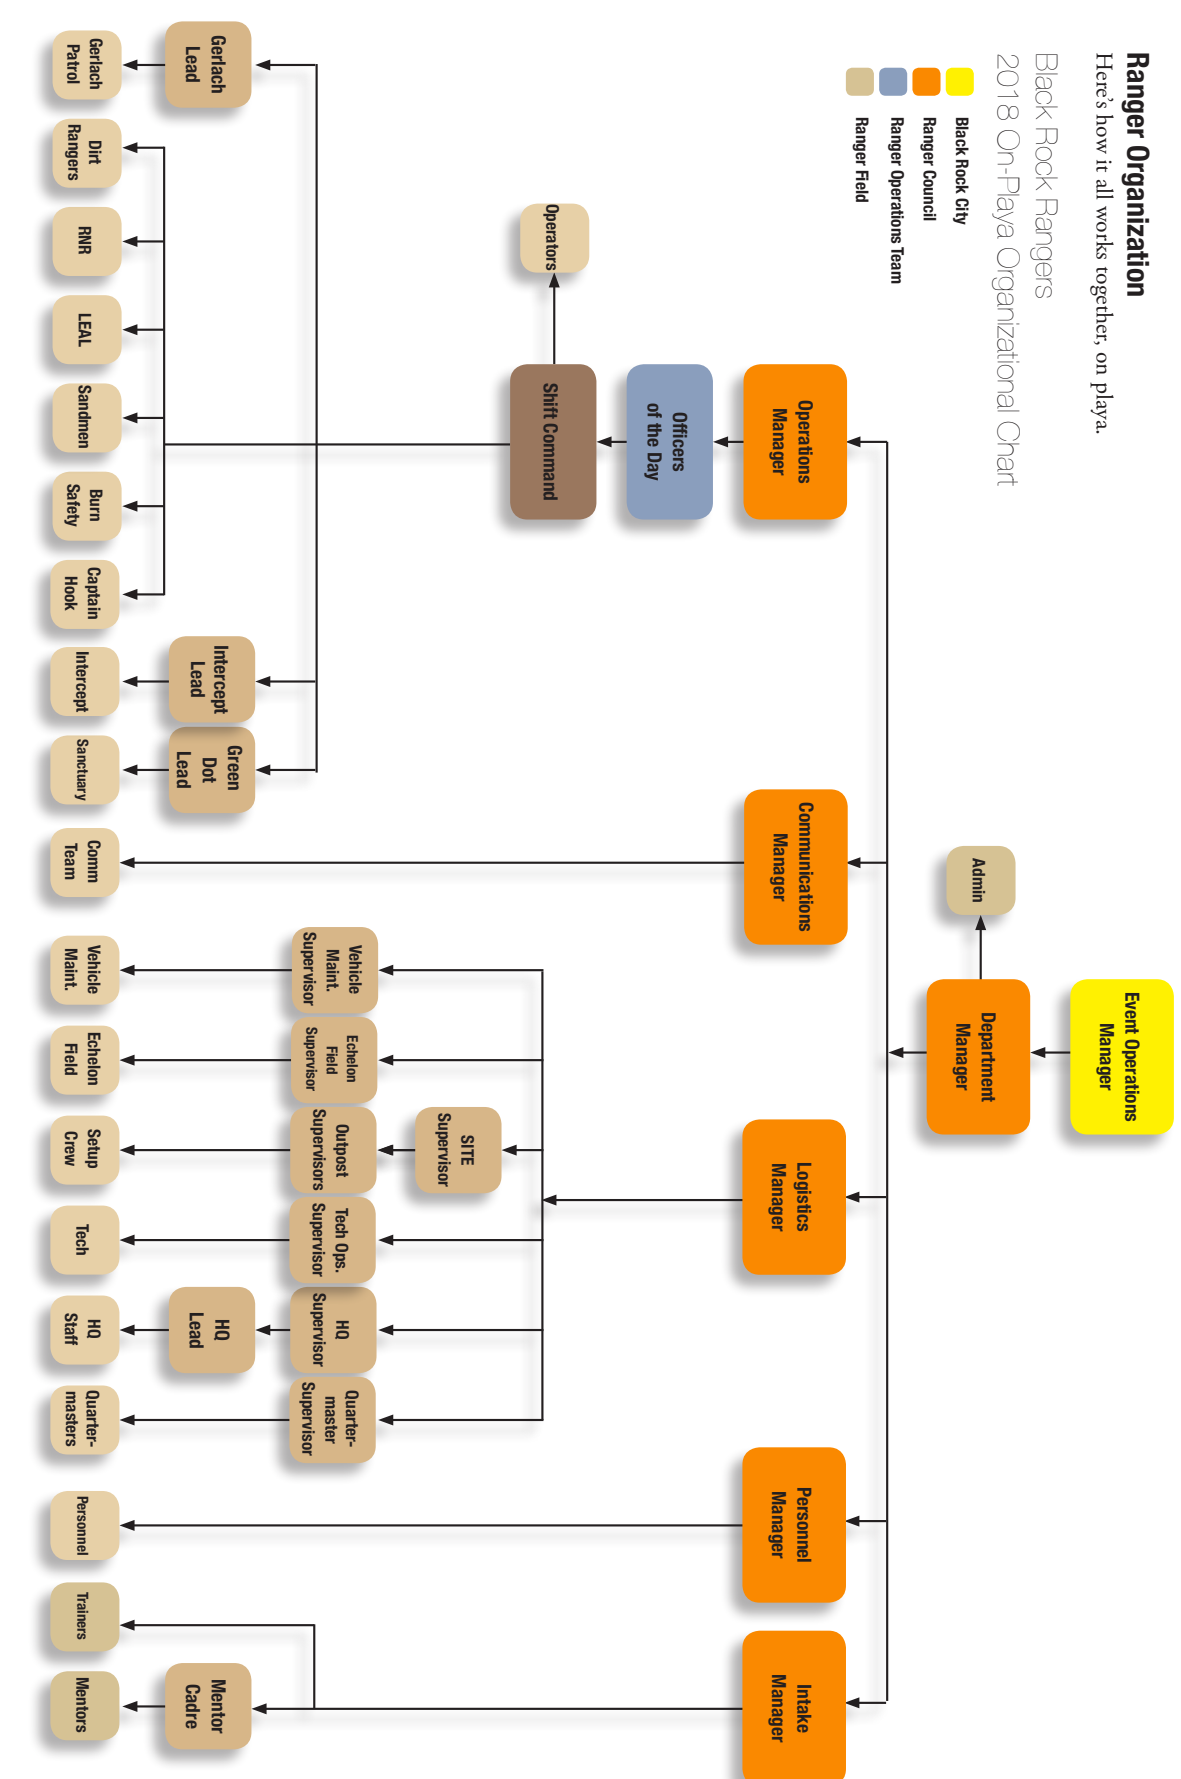 Ranger Organization
Here's how it all works together, on playa.
Black Rock Rangers
2018 On-Playa Organizational Chart
Black Rock City
Ranger Council
Ranger Operations Team
Ranger Field
Event Operations
Manager
Department
Manager
Admin
Operations
Manager
Communications
Manager
Logistics
Manager
Personnel
Manager
Intake
Manager
Officers
of the Day
Shift Command
Operators
SITE
Supervisor
Vehicle
Maint.
Supervisor
Echelon
Field
Supervisor
Outpost
Supervisors
Tech Ops.
Supervisor
HQ
Supervisor
Quarter-
master
Supervisor
Gerlach
Lead
Intercept
Lead
Green
Dot
Lead
HQ
Lead
Mentor
Cadre
Gerlach
Patrol
Dirt
Rangers
RNR
LEAL
Sandmen
Burn
Safety
Captain
Hook
Intercept
Sanctuary
Comm
Team
Vehicle
Maint.
Echelon
Field
Setup
Crew
Tech
HQ
Staff
Quarter-
masters
Personnel
Trainers
Mentors